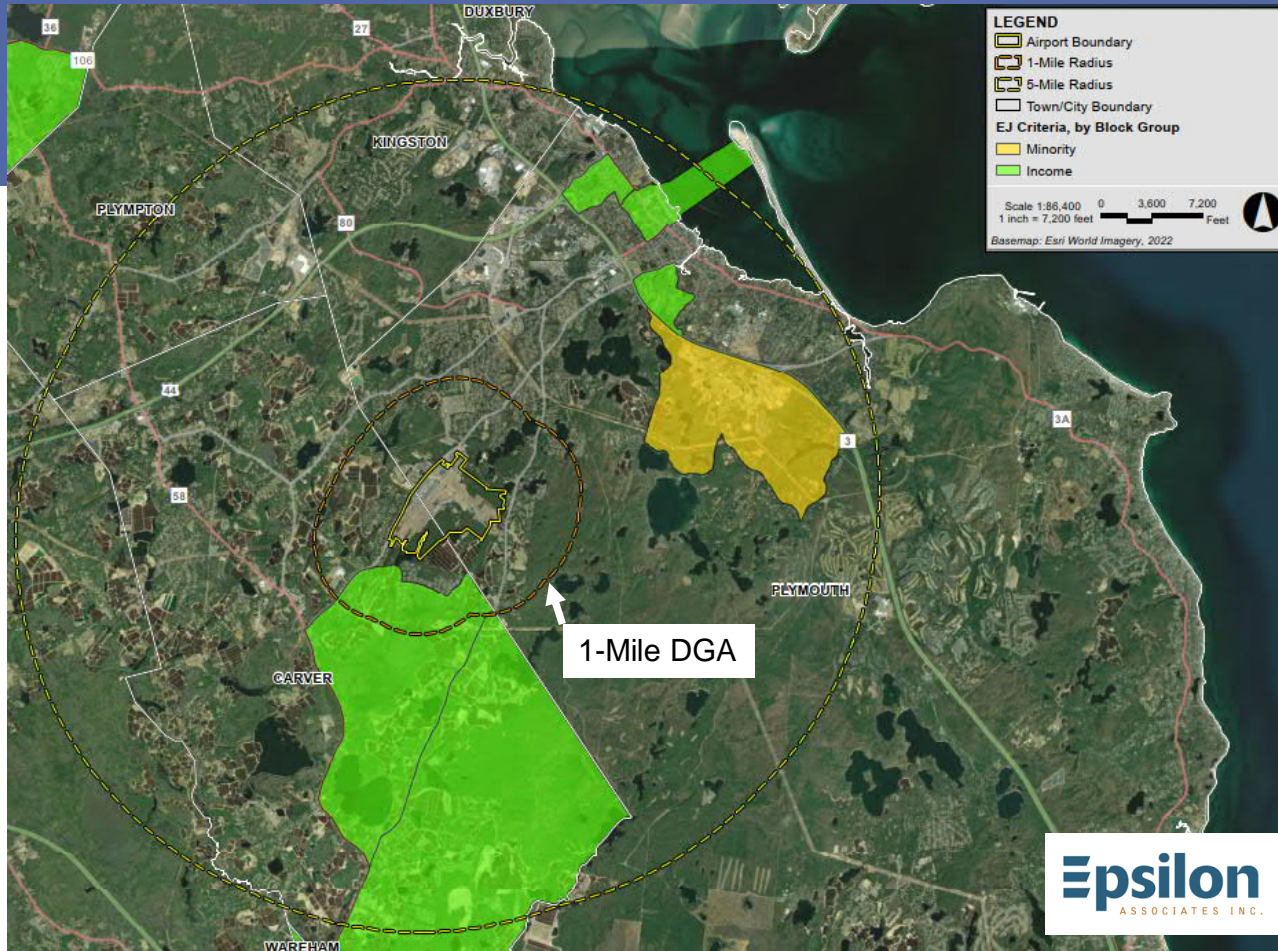 DUXBURY
36
27
106
KINGSTON
PLYMPTON
80
44
58
3A
3
PLYMOUTH
1-Mile DGA
CARVER
WAREHAM
LEGEND
Airport Boundary
1-Mile Radius
5-Mile Radius
Town/City Boundary
EJ Criteria, by Block Group
Minority
Income
Scale 1:86,400
1 inch = 7,200 feet
0 3,600 7,200
Feet
Basemap: Esri World Imagery, 2022
Epsilon
ASSOCIATES INC.